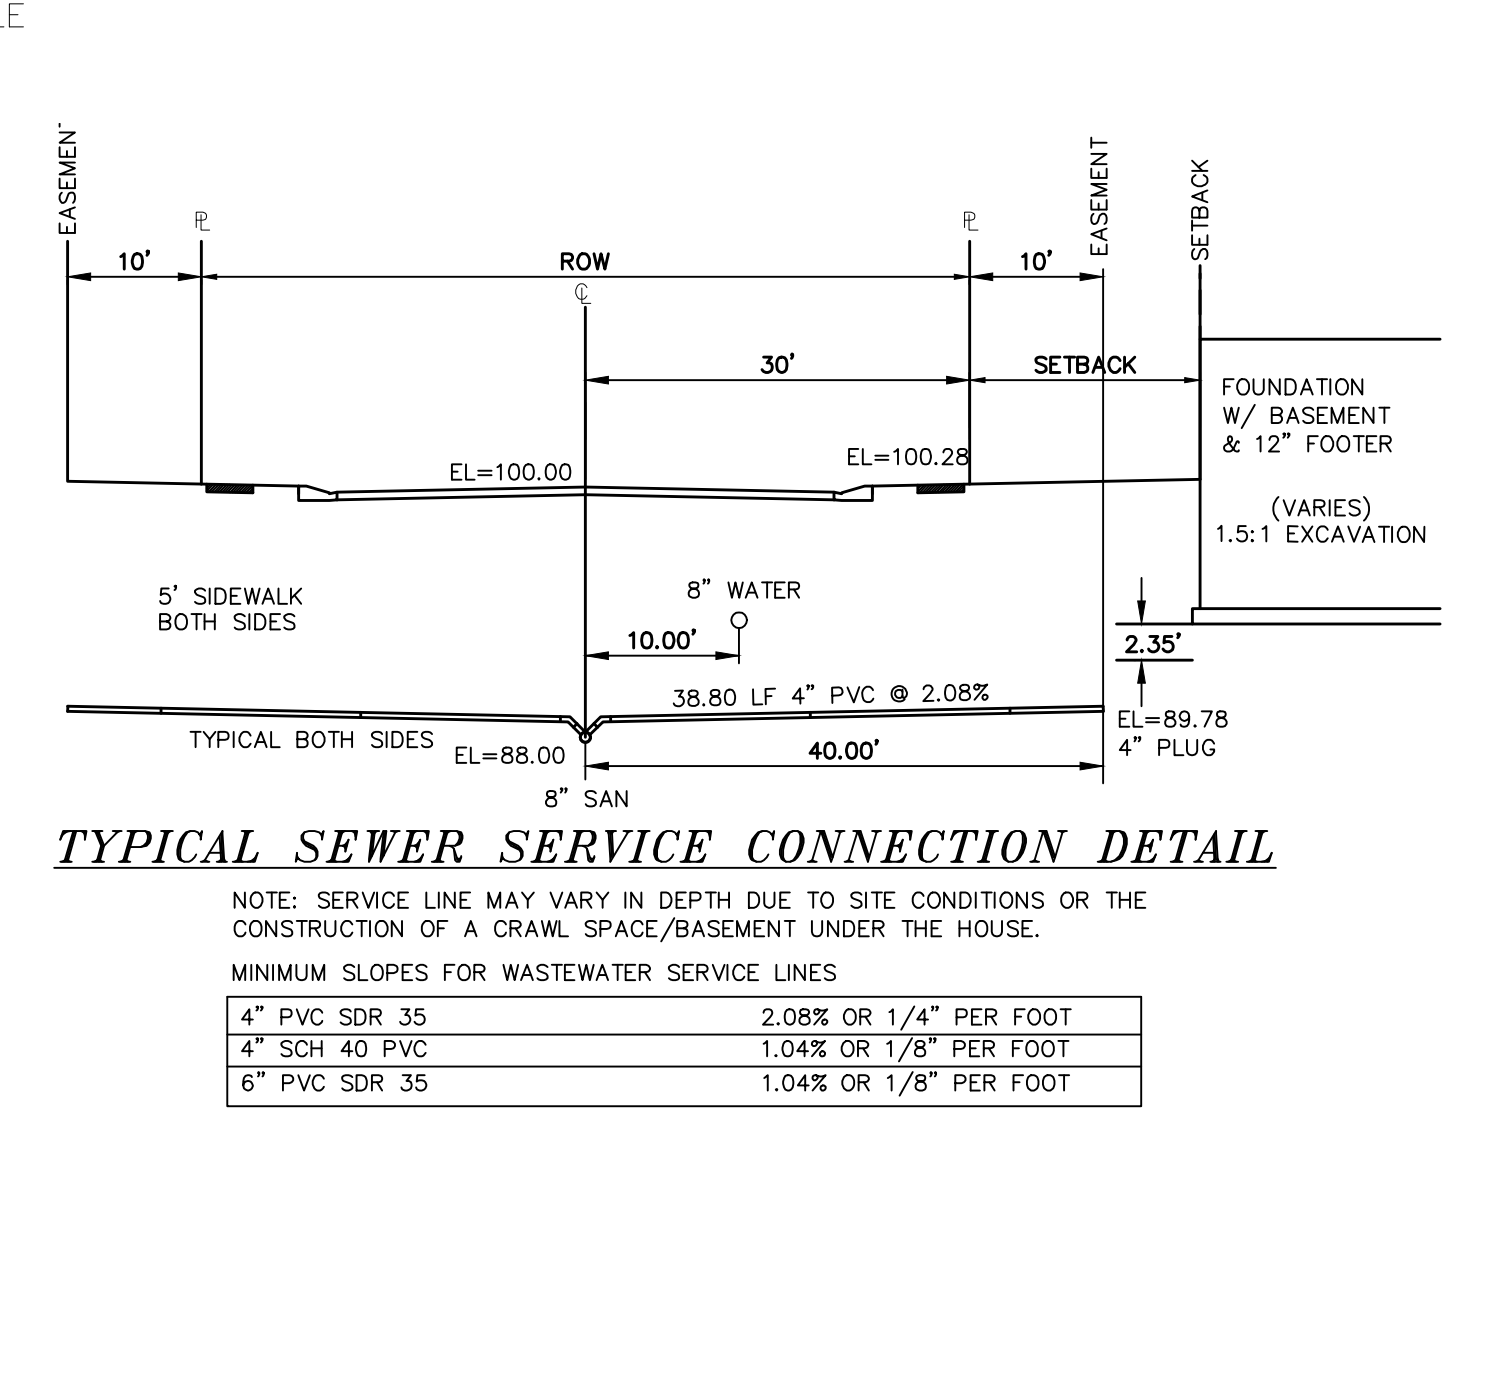 EASEMENT
EASEMENT
SETBACK
PL
PL
10'
ROW
10'
CL
30'
SETBACK
FOUNDATION
W/ BASEMENT
& 12” FOOTER
EL=100.00
EL=100.28
(VARIES)
1.5:1 EXCAVATION
5' SIDEWALK
BOTH SIDES
8” WATER
10.00'
2.35'
38.80 LF 4” PVC @ 2.08%
TYPICAL BOTH SIDES
EL=88.00
40.00'
EL=89.78
4” PLUG
8” SAN
TYPICAL SEWER SERVICE CONNECTION DETAIL
NOTE: SERVICE LINE MAY VARY IN DEPTH DUE TO SITE CONDITIONS OR THE
CONSTRUCTION OF A CRAWL SPACE/BASEMENT UNDER THE HOUSE.
MINIMUM SLOPES FOR WASTEWATER SERVICE LINES
4” PVC SDR 35 2.08% OR 1/4” PER FOOT
4” SCH 40 PVC 1.04% OR 1/8” PER FOOT
6” PVC SDR 35 1.04% OR 1/8” PER FOOT